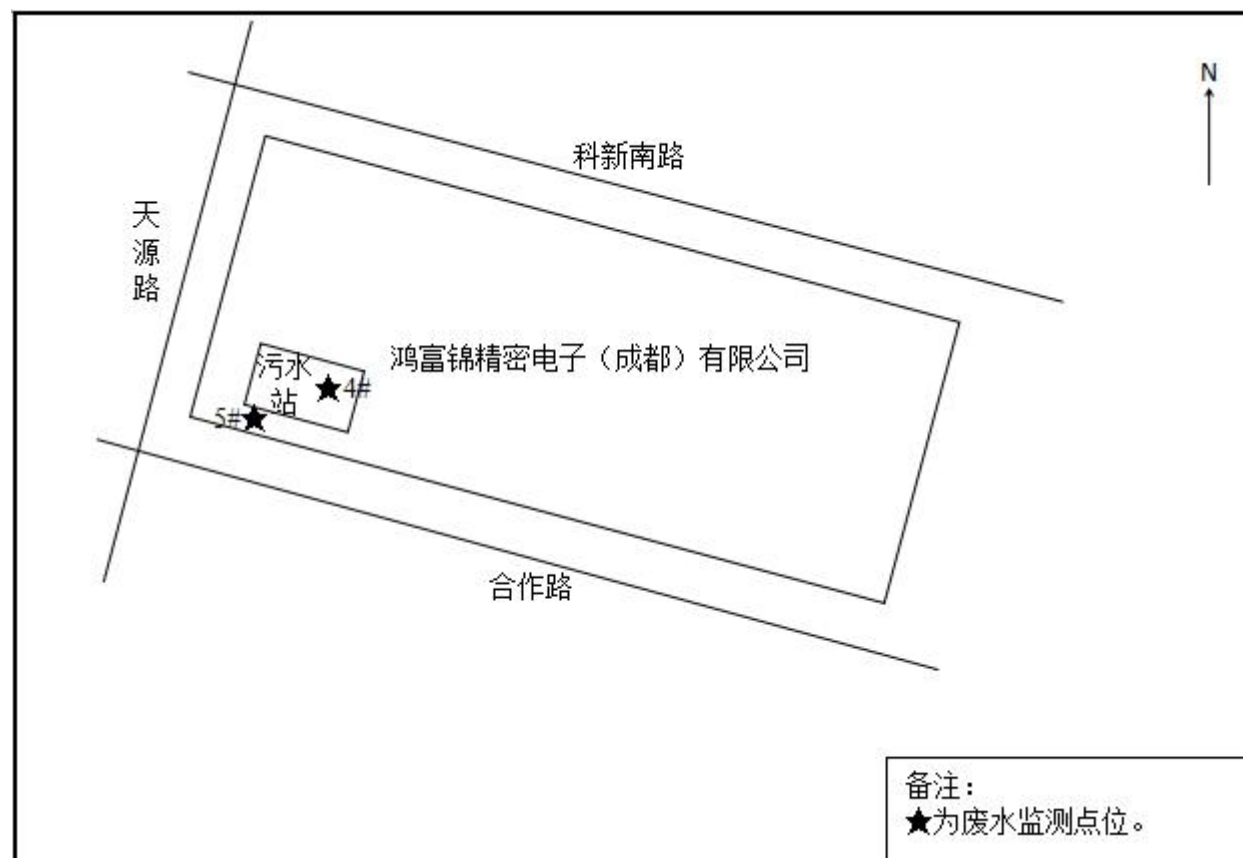 N
科新南路
天
源
路
鸿富锦精密电子（成都）有限公司
污水
站
4#
5#
合作路
备注：
★为废水监测点位。